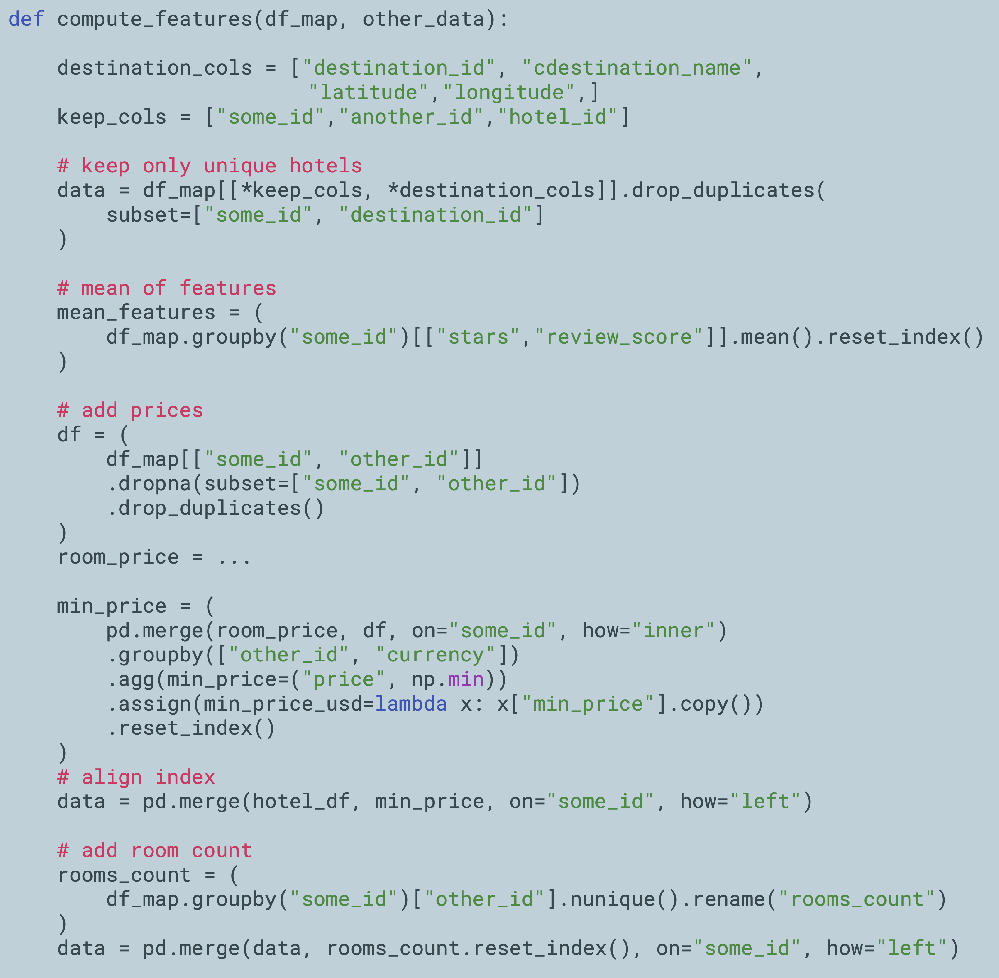 def compute_features(df_map, other_data):

    destination_cols = ["destination_id", "cdestination_name",
                         "latitude","longitude",]
    keep_cols = ["some_id","another_id","hotel_id"]

    # keep only unique hotels
    data = df_map[[*keep_cols, *destination_cols]].drop_duplicates(
        subset=["some_id", "destination_id"]
    )

    # mean of features
    mean_features = (
        df_map.groupby("some_id")[["stars","review_score"]].mean().reset_index()
    )

    # add prices
    df = (
        df_map[["some_id", "other_id"]]
        .dropna(subset=["some_id", "other_id"])
        .drop_duplicates()
    )
    room_price = ...

    min_price = (
        pd.merge(room_price, df, on="some_id", how="inner")
        .groupby(["other_id", "currency"])
        .agg(min_price=("price", np.min))
        .assign(min_price_usd=lambda x: x["min_price"].copy())
        .reset_index()
    )
    # align index
    data = pd.merge(hotel_df, min_price, on="some_id", how="left")

    # add room count
    rooms_count = (
        df_map.groupby("some_id")["other_id"].nunique().rename("rooms_count")
    )
    data = pd.merge(data, rooms_count.reset_index(), on="some_id", how="left")